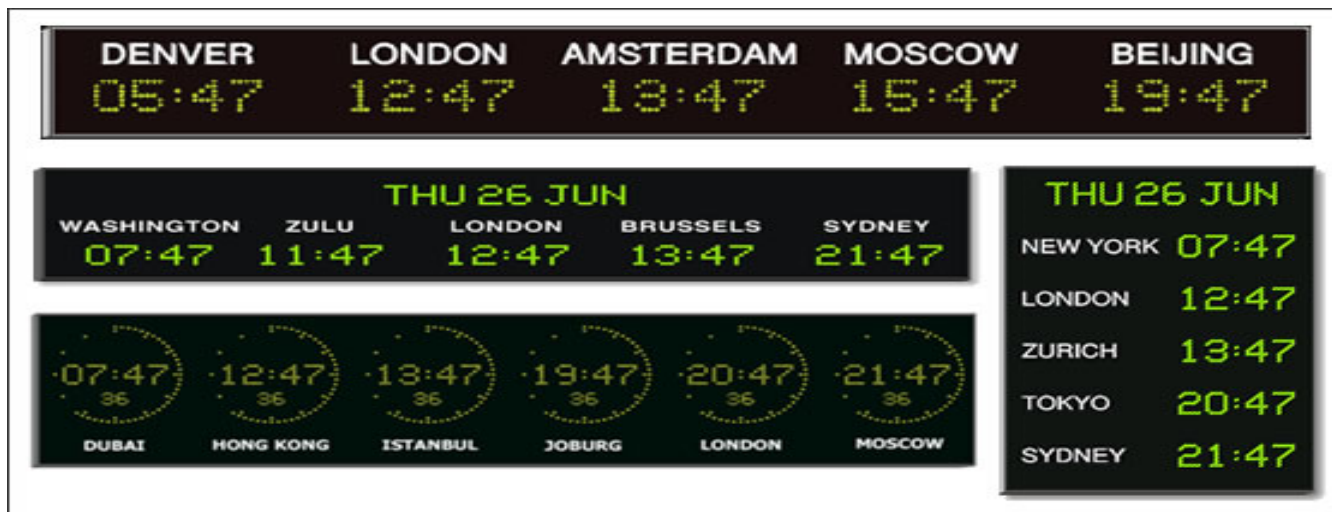 DENVER LONDON AMSTERDAM MOSCOW BEIJING
05:47 12:47 13:47 15:47 19:47
THU 26 JUN
WASHINGTON ZULU LONDON BRUSSELS SYDNEY
07:47 11:47 12:47 13:47 21:47
07:47 12:47 13:47 19:47 20:47 21:47
36 36 36 36 36 36
DUBAI HONG KONG ISTANBUL JOBURG LONDON MOSCOW
THU 26 JUN
NEW YORK 07:47
LONDON 12:47
ZURICH 13:47
TOKYO 20:47
SYDNEY 21:47